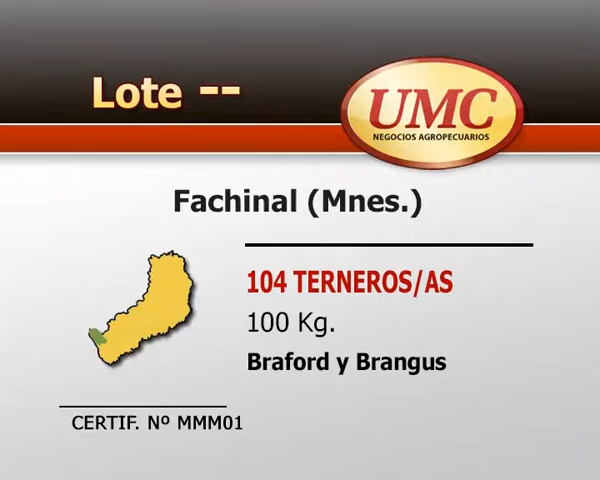 Lote --
UMC
NEGOCIOS AGROPECUARIOS
Fachinal (Mnes.)
104 TERNEROS/AS
100 Kg.
Braford y Brangus
CERTIF. Nº MMM01